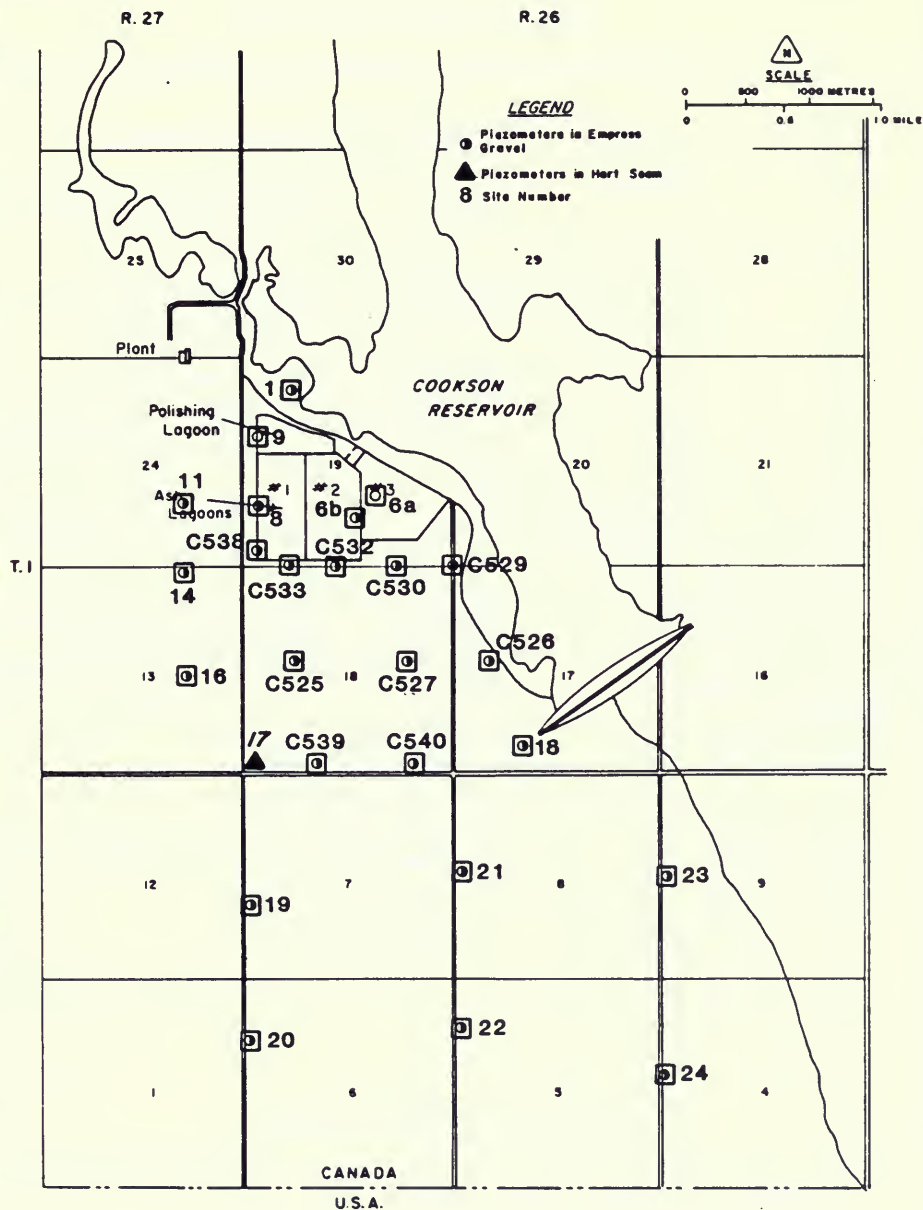 R. 27
R. 26
N
SCALE
0 500 1000 METRES
0 0.5 1.0 MILE
LEGEND
Piezometers in Empress
Gravel
Piezometers in Hart Seam
8 Site Number
25
30
29
28
Plant
1
COOKSON
RESERVOIR
Polishing
Lagoon
9
19
20
21
24
11
#1
#2
#3
6a
6b
Ash
Lagoons
8
C538
C532
T. 1
14
C533
C530
C529
C526
13
16
C525
18
C527
17
16
17
C539
C540
18
12
7
21
8
23
9
19
20
22
24
1
6
5
4
CANADA
U.S.A.